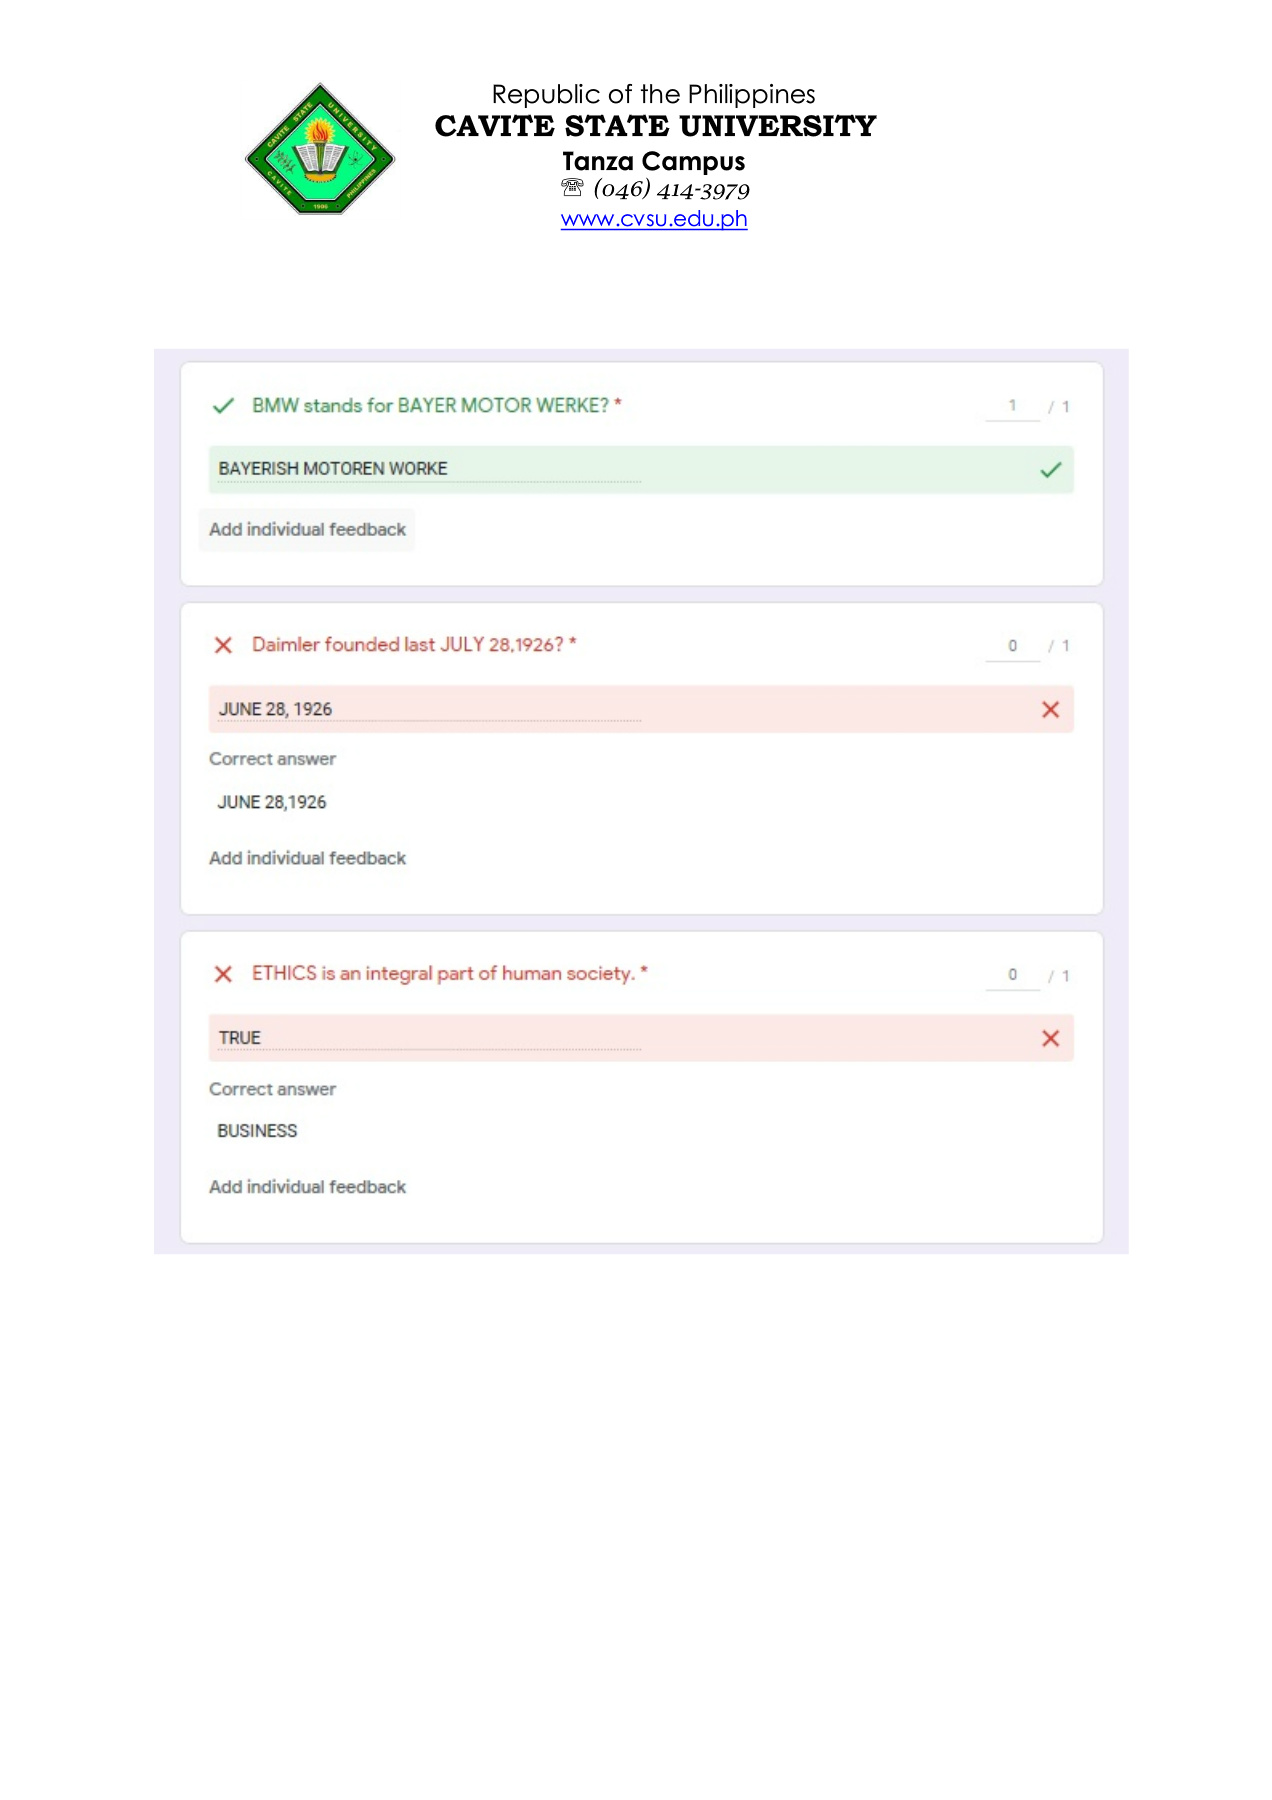 Republic of the Philippines
CAVITE STATE UNIVERSITY
Tanza Campus
☏ (046) 414-3979
www.cvsu.edu.ph
CAVITE STATE UNIVERSITY
CAVITE PHILIPPINES
1906
BMW stands for BAYER MOTOR WERKE? * 1 / 1
BAYERISH MOTOREN WORKE
Add individual feedback
Daimler founded last JULY 28,1926? * 0 / 1
JUNE 28, 1926
Correct answer
JUNE 28,1926
Add individual feedback
ETHICS is an integral part of human society. * 0 / 1
TRUE
Correct answer
BUSINESS
Add individual feedback